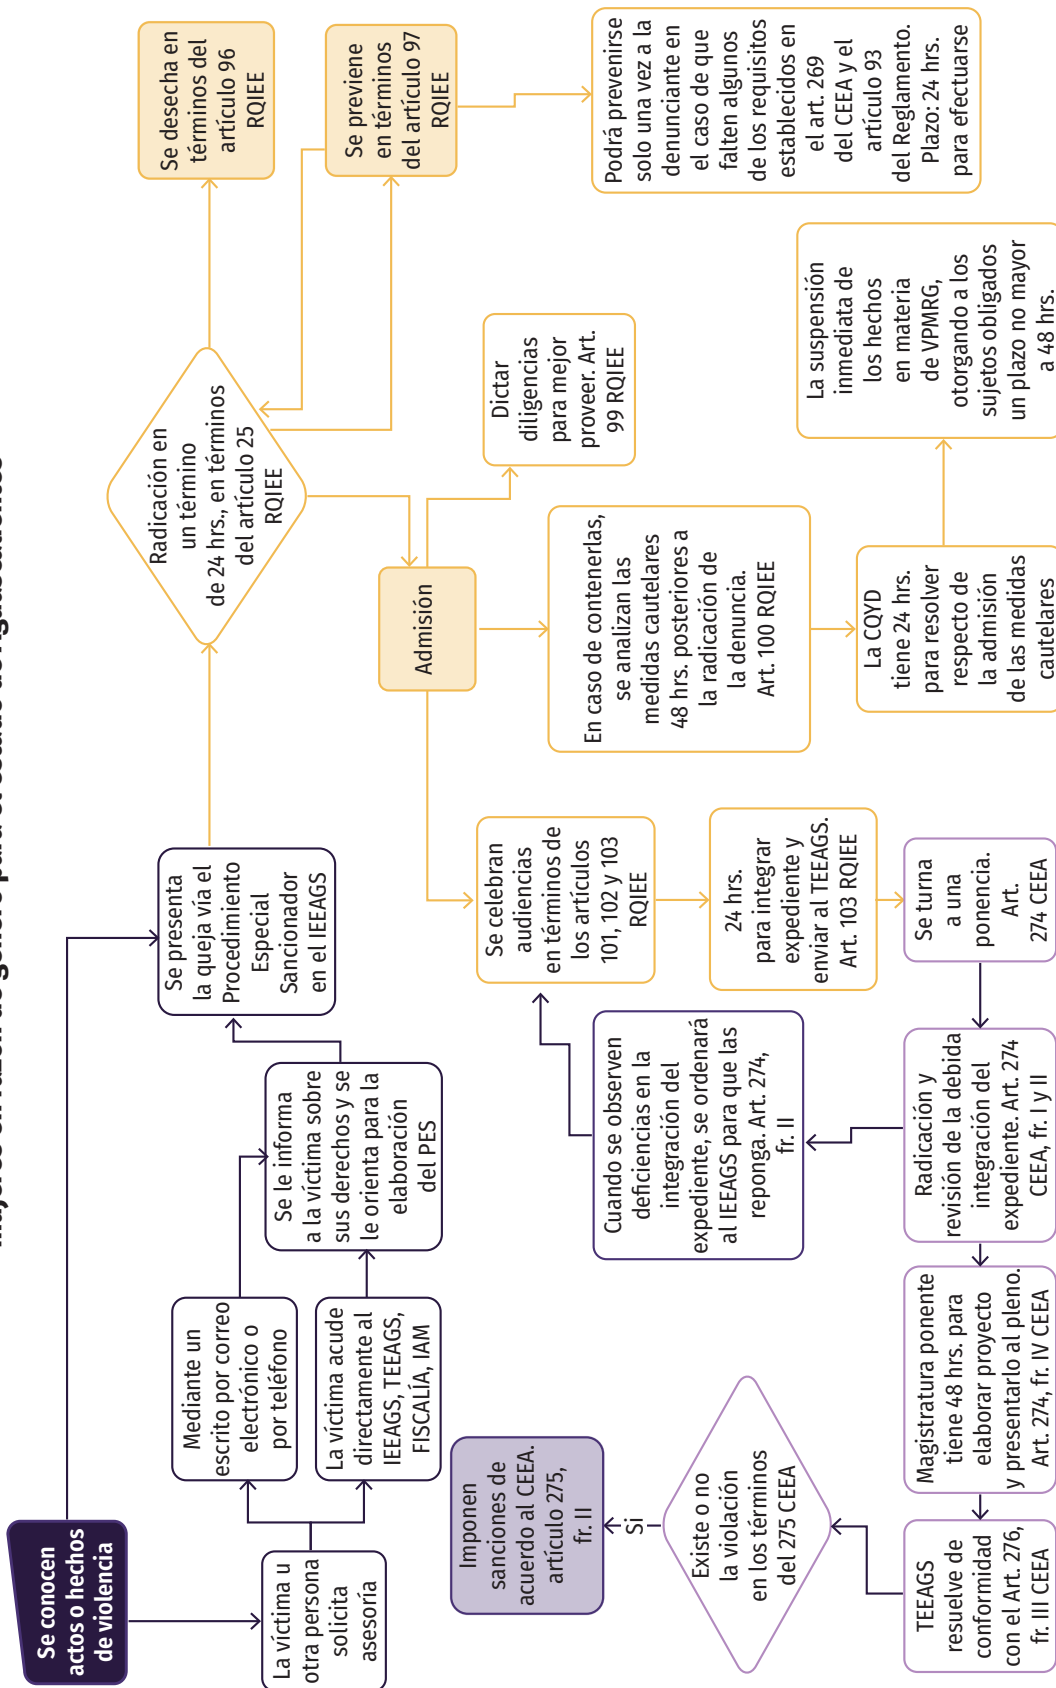 mujeres en razón de género para el estado de Aguascalientes
Se conocen
actos o hechos
de violencia
La víctima u
otra persona
solicita
asesoría
Mediante un
escrito por correo
electrónico o
por teléfono
La víctima acude
directamente al
IEEAGS, TEEAGS,
FISCALÍA, IAM
Se le informa
a la víctima sobre
sus derechos y se
le orienta para la
elaboración
del PES
Se presenta
la queja vía el
Procedimiento
Especial
Sancionador
en el IEEAGS
Radicación en
un término
de 24 hrs., en términos
del artículo 25
RQIEE
Se desecha en
términos del
artículo 96
RQIEE
Se previene
en términos
del artículo 97
RQIEE
Podrá prevenirse
solo una vez a la
denunciante en
el caso de que
falten algunos
de los requisitos
establecidos en
el art. 269
del CEEA y el
artículo 93
del Reglamento.
Plazo: 24 hrs.
para efectuarse
Admisión
Dictar
diligencias
para mejor
proveer. Art.
99 RQIEE
En caso de contenerlas,
se analizan las
medidas cautelares
48 hrs. posteriores a
la radicación de
la denuncia.
Art. 100 RQIEE
La CQYD
tiene 24 hrs.
para resolver
respecto de
la admisión
de las medidas
cautelares
La suspensión
inmediata de
los hechos
en materia
de VPMRG,
otorgando a los
sujetos obligados
un plazo no mayor
a 48 hrs.
Se celebran
audiencias
en términos de
los artículos
101, 102 y 103
RQIEE
24 hrs.
para integrar
expediente y
enviar al TEEAGS.
Art. 103 RQIEE
Se turna
a una
ponencia.
Art.
274 CEEA
Radicación y
revisión de la debida
integración del
expediente. Art. 274
CEEA, fr. I y II
Cuando se observen
deficiencias en la
integración del
expediente, se ordenará
al IEEAGS para que las
reponga. Art. 274,
fr. II
Magistratura ponente
tiene 48 hrs. para
elaborar proyecto
y presentarlo al pleno.
Art. 274, fr. IV CEEA
TEEAGS
resuelve de
conformidad
con el Art. 276,
fr. III CEEA
Existe o no
la violación
en los términos
del 275 CEEA
Si
Imponen
sanciones de
acuerdo al CEEA.
artículo 275,
fr. II